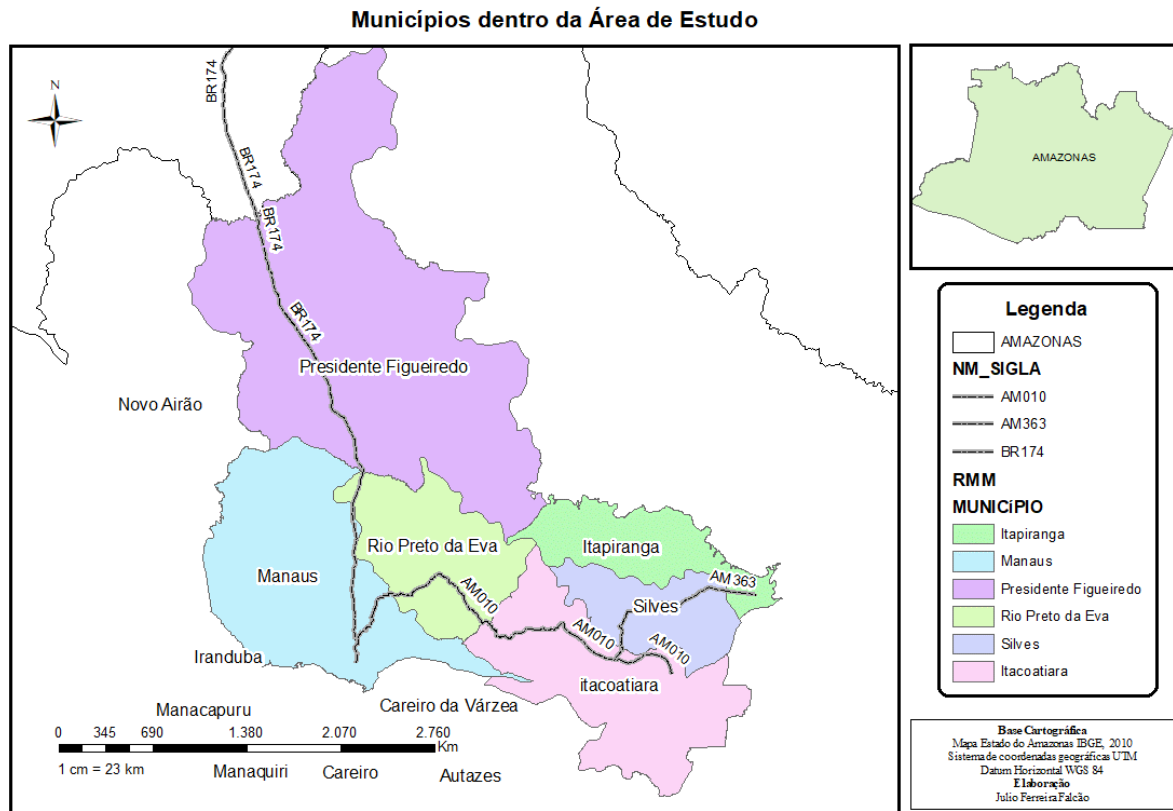 Municípios dentro da Área de Estudo
N
BR174
BR174
BR174
BR174
Presidente Figueiredo
Novo Airão
Rio Preto da Eva
Itapiranga
Manaus
AM 363
AM010
Silves
AM010
AM010
Iranduba
itacoatiara
Careiro da Várzea
Manacapuru
0 345 690 1.380 2.070 2.760
Km
1 cm = 23 km
Manaquiri
Careiro
Autazes
AMAZONAS
Legenda
AMAZONAS
NM_SIGLA
AM010
AM363
BR174
RMM
MUNICíPIO
Itapiranga
Manaus
Presidente Figueiredo
Rio Preto da Eva
Silves
Itacoatiara
Base Cartográfica
Mapa Estado do Amazonas IBGE, 2010
Sistema de coordenadas geográficas UTM
Datum Horizontal WGS 84
Elaboração
Julio Ferreira Falcão